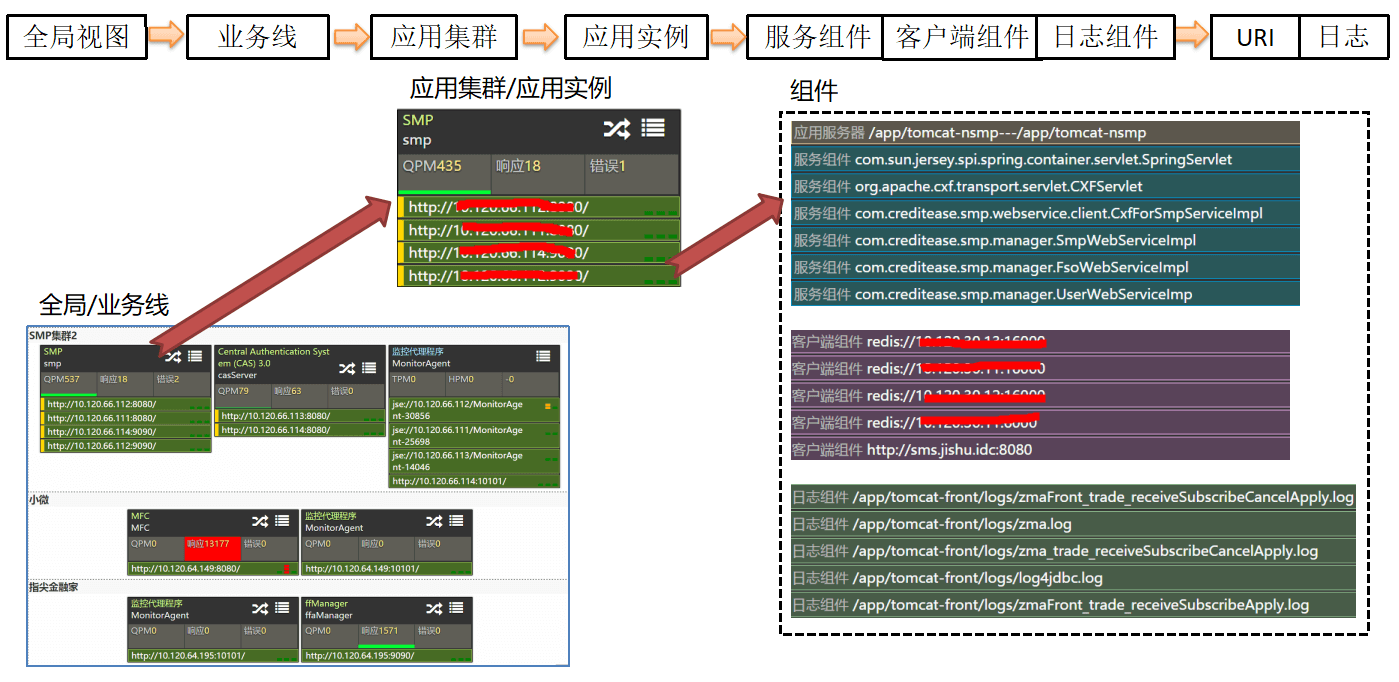 全局视图
业务线
应用集群
应用实例
服务组件
客户端组件
日志组件
URI
日志
应用集群/应用实例
SMP
smp
QPM435 响应18 错误1
http://
http://
http://
http://
全局/业务线
SMP集群2
SMP
smp
QPM537 响应18 错误2
http://10.120.66.112:8080/
http://10.120.66.111:8080/
http://10.120.66.114:9090/
http://10.120.66.112:9090/
Central Authentication Syst
em (CAS) 3.0
casServer
QPM79 响应63 错误0
http://10.120.66.113:8080/
http://10.120.66.114:8080/
监控代理程序
MonitorAgent
TPM0 HPM0 -0
jse://10.120.66.112/MonitorAge
nt-30856
jse://10.120.66.111/MonitorAge
nt-25698
jse://10.120.66.113/MonitorAge
nt-14046
http://10.120.66.114:10101/
小微
MFC
MFC
QPM0 响应13177 错误0
http://10.120.64.149:8080/
监控代理程序
MonitorAgent
QPM0 响应0 错误0
http://10.120.64.149:10101/
指尖金融家
监控代理程序
MonitorAgent
QPM0 响应0 错误0
http://10.120.64.195:10101/
ffManager
ffaManager
QPM0 响应1571 错误0
http://10.120.64.195:9090/
组件
应用服务器 /app/tomcat-nsmp---/app/tomcat-nsmp
服务组件 com.sun.jersey.spi.spring.container.servlet.SpringServlet
服务组件 org.apache.cxf.transport.servlet.CXFServlet
服务组件 com.creditease.smp.webservice.client.CxfForSmpServiceImpl
服务组件 com.creditease.smp.manager.SmpWebServiceImpl
服务组件 com.creditease.smp.manager.FsoWebServiceImpl
服务组件 com.creditease.smp.manager.UserWebServiceImp
客户端组件 redis://
客户端组件 redis://
客户端组件 redis://
客户端组件 redis://
客户端组件 http://sms.jishu.idc:8080
日志组件 /app/tomcat-front/logs/zmaFront_trade_receiveSubscribeCancelApply.log
日志组件 /app/tomcat-front/logs/zma.log
日志组件 /app/tomcat-front/logs/zma_trade_receiveSubscribeCancelApply.log
日志组件 /app/tomcat-front/logs/log4jdbc.log
日志组件 /app/tomcat-front/logs/zmaFront_trade_receiveSubscribeApply.log